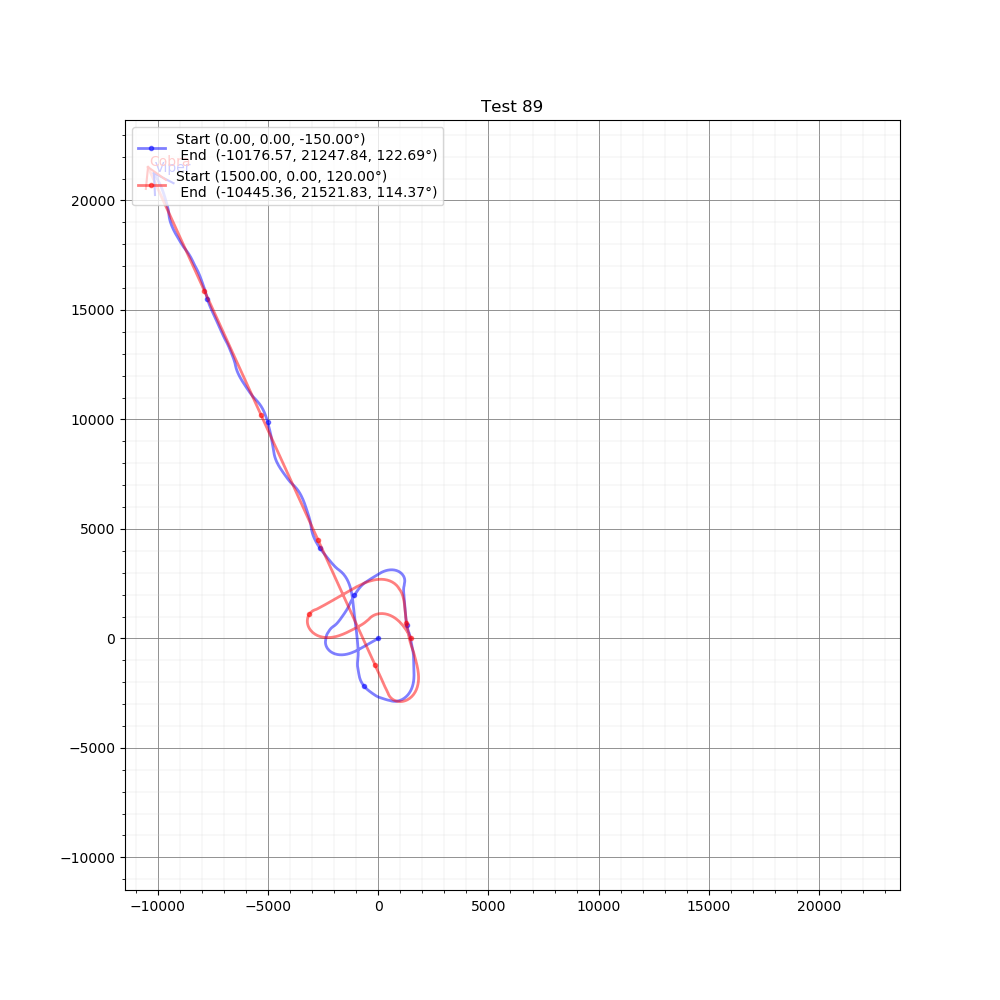 Test 89
Start (0.00, 0.00, -150.00°)
End (-10176.57, 21247.84, 122.69°)
Start (1500.00, 0.00, 120.00°)
End (-10445.36, 21521.83, 114.37°)
Viper
20000
15000
10000
5000
0
−5000
−10000
−10000 −5000 0 5000 10000 15000 20000